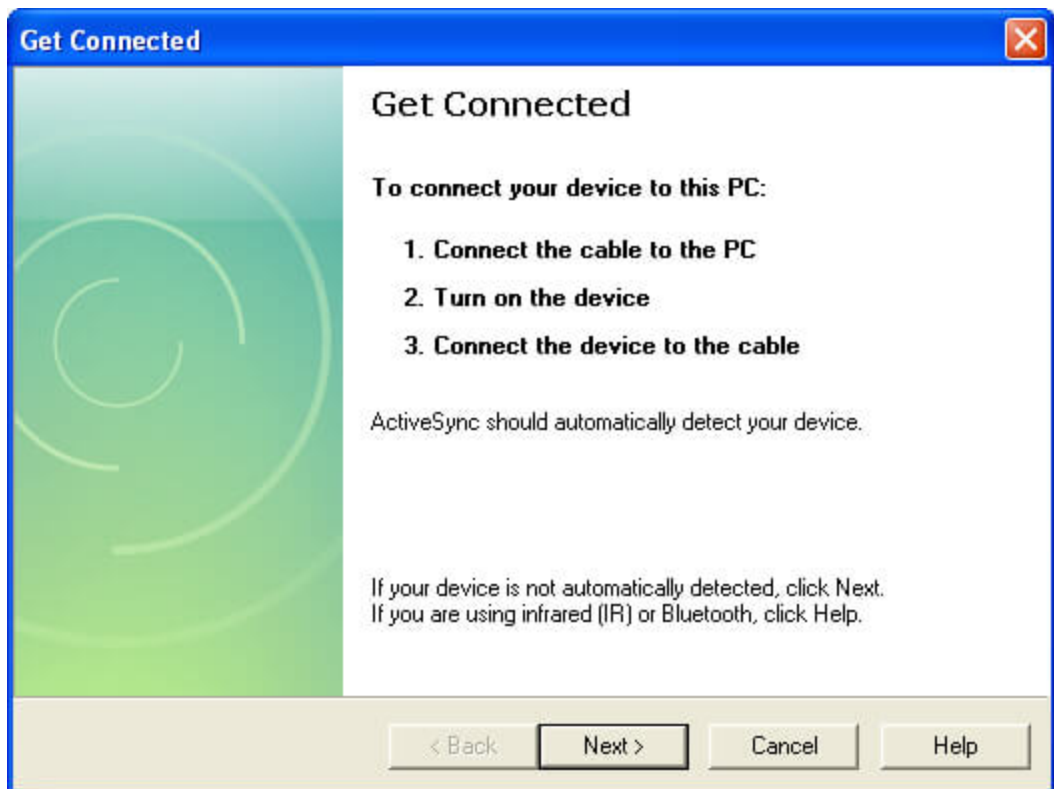 Get Connected
Get Connected
To connect your device to this PC:
1. Connect the cable to the PC
2. Turn on the device
3. Connect the device to the cable
ActiveSync should automatically detect your device.
If your device is not automatically detected, click Next.
If you are using infrared (IR) or Bluetooth, click Help.
< Back Next > Cancel Help